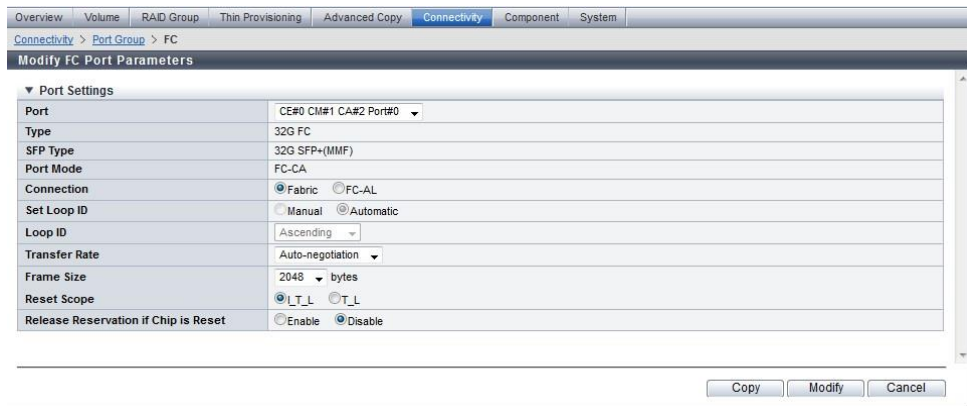 Overview Volume RAID Group Thin Provisioning Advanced Copy Connectivity Component System
Connectivity > Port Group > FC
Modify FC Port Parameters
▼ Port Settings
Port CE#0 CM#1 CA#2 Port#0
Type 32G FC
SFP Type 32G SFP+(MMF)
Port Mode FC-CA
Connection Fabric FC-AL
Set Loop ID Manual Automatic
Loop ID Ascending
Transfer Rate Auto-negotiation
Frame Size 2048 bytes
Reset Scope I_T_L T_L
Release Reservation if Chip is Reset Enable Disable
Copy Modify Cancel